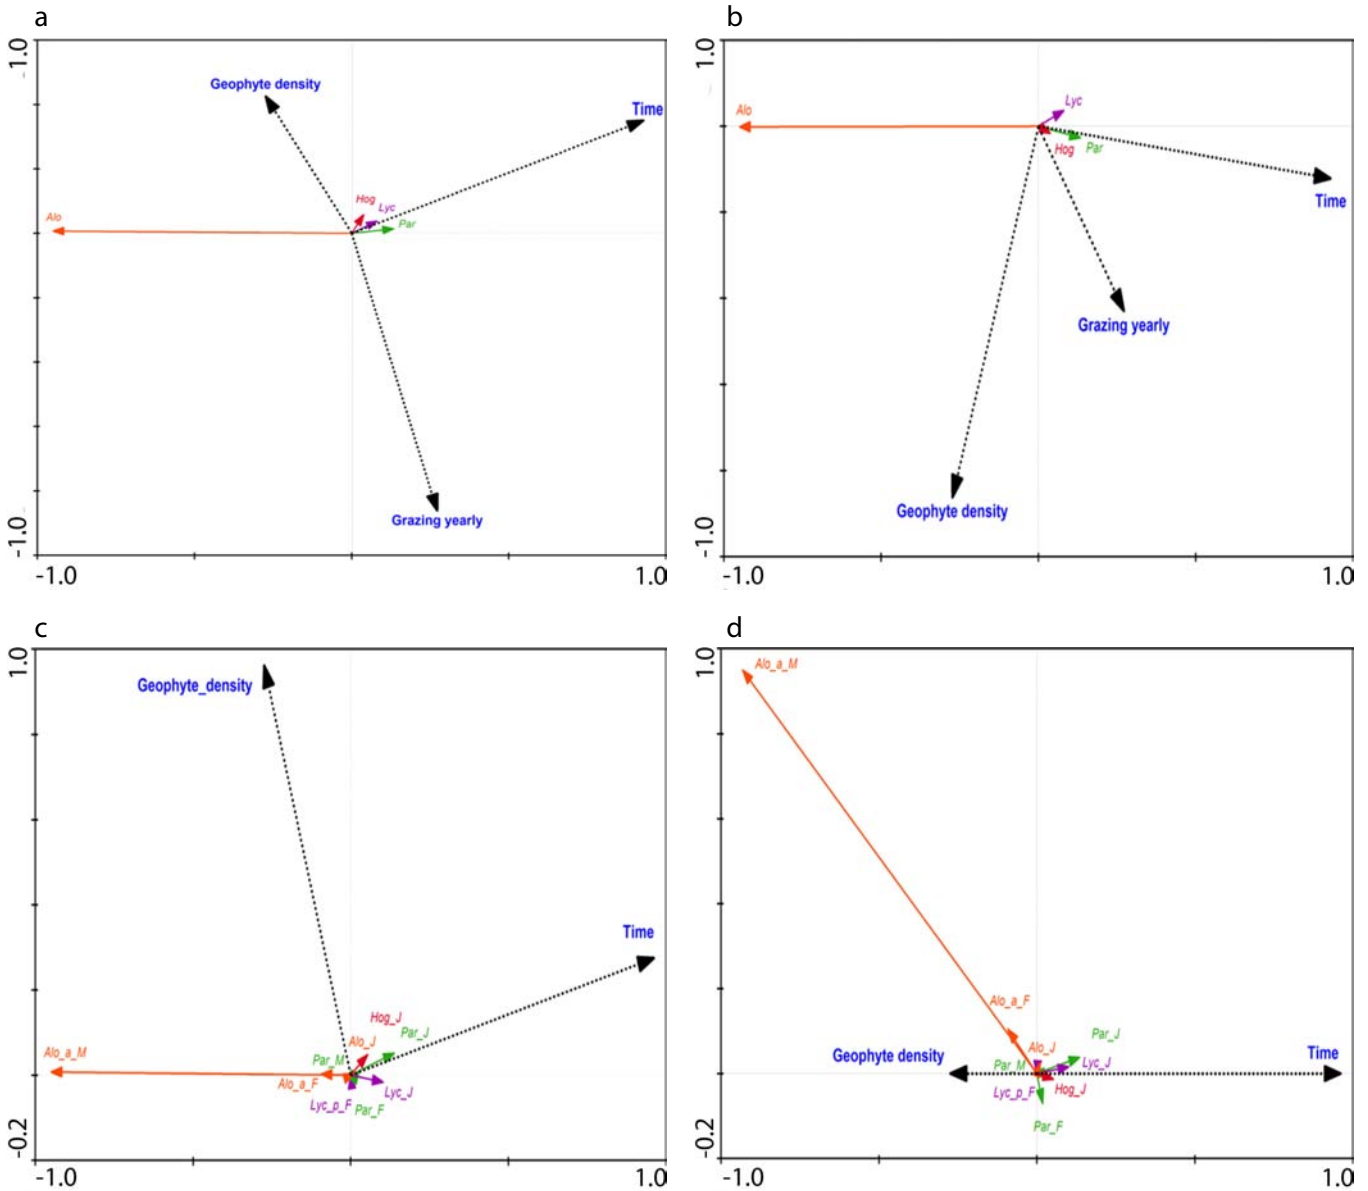 a
-1.0
Geophyte density
Time
Hog
Lyc
Par
Alo
Grazing yearly
-1.0
-1.0
1.0
b
1.0
Alo
Lyc
Hog
Par
Time
Grazing yearly
Geophyte density
-1.0
-1.0
1.0
c
1.0
Geophyte_density
Time
Hog_J
Par_J
Alo_J
Par_M
Alo_a_M
Alo_a_F
Lyc_J
Lyc_p_F
Par_F
-0.2
-1.0
1.0
d
1.0
Alo_a_M
Alo_a_F
Par_J
Alo_J
Geophyte density
Time
Par_M
Lyc_J
Lyc_p_F
Hog_J
Par_F
-0.2
-1.0
1.0